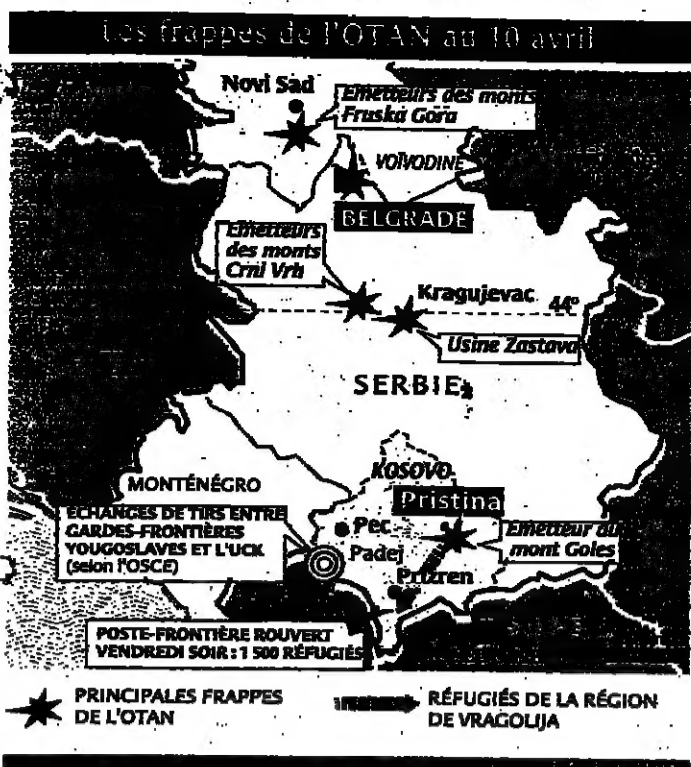 Les frappes de l'OTAN au 10 avril
Novi Sad
Emetteurs des monts
Fruska Gora
VOÏVODINE
BELGRADE
Emetteurs
des monts
Crni Vrh
Kragujevac
44°
Usine Zastava
SERBIE
KOSOVO
MONTÉNÉGRO
Pristina
ÉCHANGES DE TIRS ENTRE
GARDES-FRONTIÈRES
YOUGOSLAVES ET L'UCK
(selon l'OSCE)
Pec
Emetteur du
mont Goles
Padej
Prizren
POSTE-FRONTIÈRE ROUVERT
VENDREDI SOIR : 1 500 RÉFUGIÉS
PRINCIPALES FRAPPES
DE L'OTAN
RÉFUGIÉS DE LA RÉGION
DE VRAGOLIJA